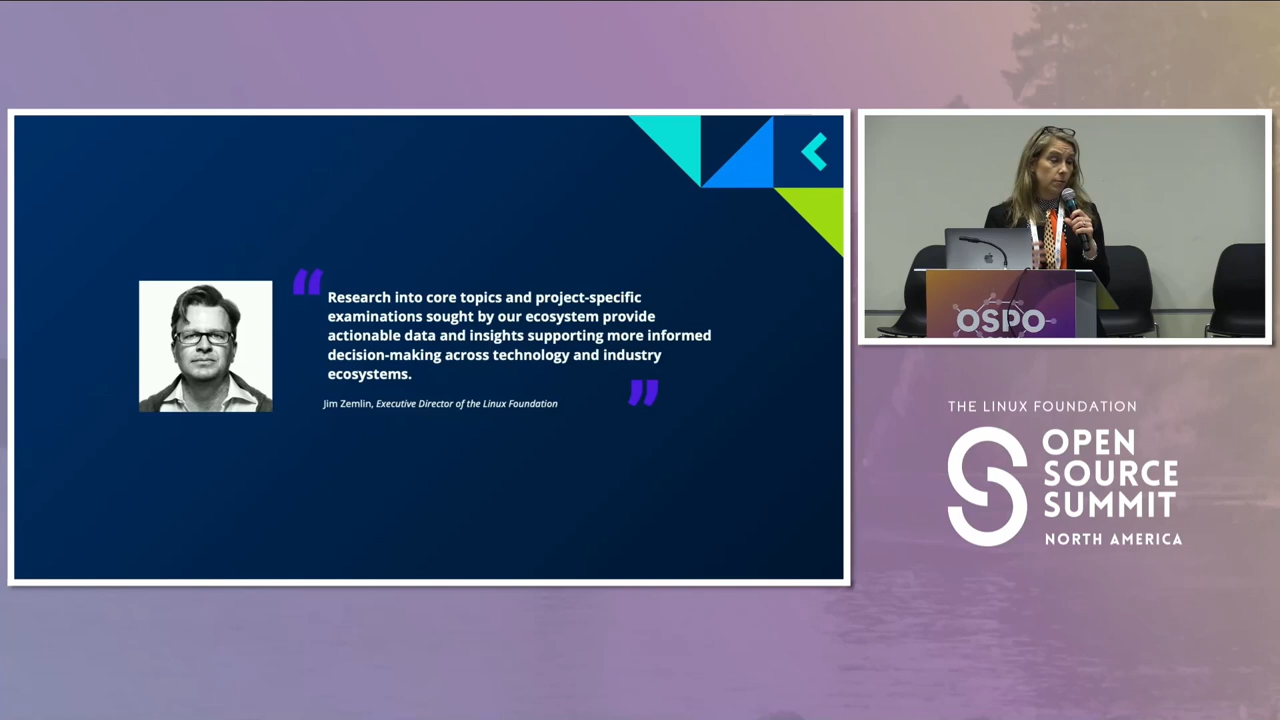 Research into core topics and project-specific
examinations sought by our ecosystem provide
actionable data and insights supporting more informed
decision-making across technology and industry
ecosystems.
Jim Zemlin, Executive Director of the Linux Foundation
OSPO
THE LINUX FOUNDATION
OPEN
SOURCE
SUMMIT
NORTH AMERICA